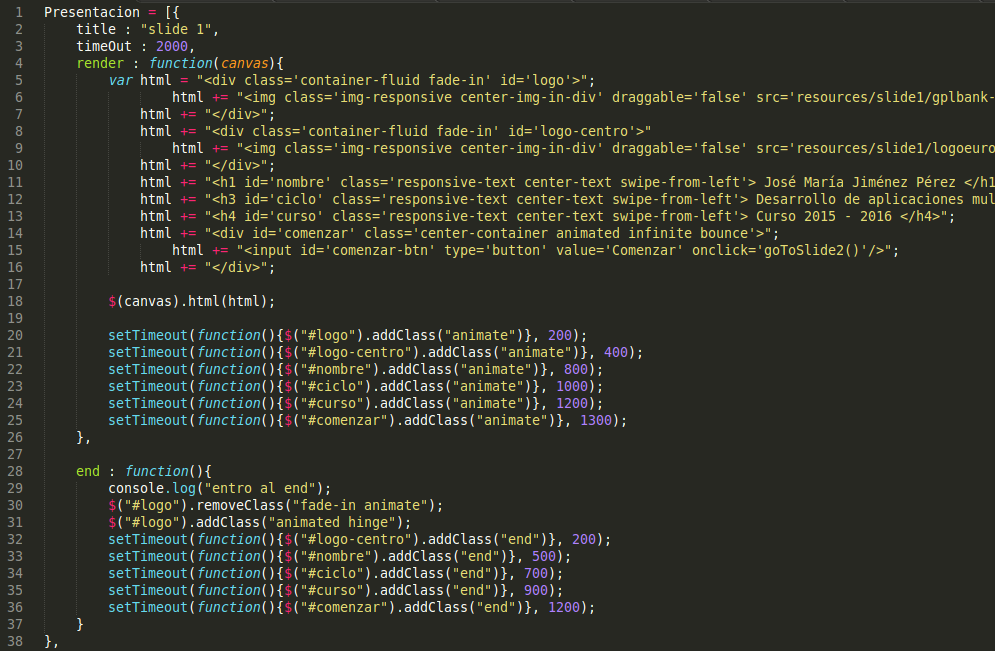 1 Presentacion = [{
2 title : "slide 1",
3 timeOut : 2000,
4 render : function(canvas){
5 var html = "<div class='container-fluid fade-in' id='logo'>";
6 html += "<img class='img-responsive center-img-in-div' draggable='false' src='resources/slide1/gplbank-
7 html += "</div>";
8 html += "<div class='container-fluid fade-in' id='logo-centro'>"
9 html += "<img class='img-responsive center-img-in-div' draggable='false' src='resources/slide1/logoeuro
10 html += "</div>";
11 html += "<h1 id='nombre' class='responsive-text center-text swipe-from-left'> José María Jiménez Pérez </h1
12 html += "<h3 id='ciclo' class='responsive-text center-text swipe-from-left'> Desarrollo de aplicaciones mul
13 html += "<h4 id='curso' class='responsive-text center-text swipe-from-left'> Curso 2015 - 2016 </h4>";
14 html += "<div id='comenzar' class='center-container animated infinite bounce'>";
15 html += "<input id='comenzar-btn' type='button' value='Comenzar' onclick='goToSlide2()'/>";
16 html += "</div>";
17
18 $(canvas).html(html);
19
20 setTimeout(function(){$("#logo").addClass("animate")}, 200);
21 setTimeout(function(){$("#logo-centro").addClass("animate")}, 400);
22 setTimeout(function(){$("#nombre").addClass("animate")}, 800);
23 setTimeout(function(){$("#ciclo").addClass("animate")}, 1000);
24 setTimeout(function(){$("#curso").addClass("animate")}, 1200);
25 setTimeout(function(){$("#comenzar").addClass("animate")}, 1300);
26 },
27
28 end : function(){
29 console.log("entro al end");
30 $("#logo").removeClass("fade-in animate");
31 $("#logo").addClass("animated hinge");
32 setTimeout(function(){$("#logo-centro").addClass("end")}, 200);
33 setTimeout(function(){$("#nombre").addClass("end")}, 500);
34 setTimeout(function(){$("#ciclo").addClass("end")}, 700);
35 setTimeout(function(){$("#curso").addClass("end")}, 900);
36 setTimeout(function(){$("#comenzar").addClass("end")}, 1200);
37 }
38 },